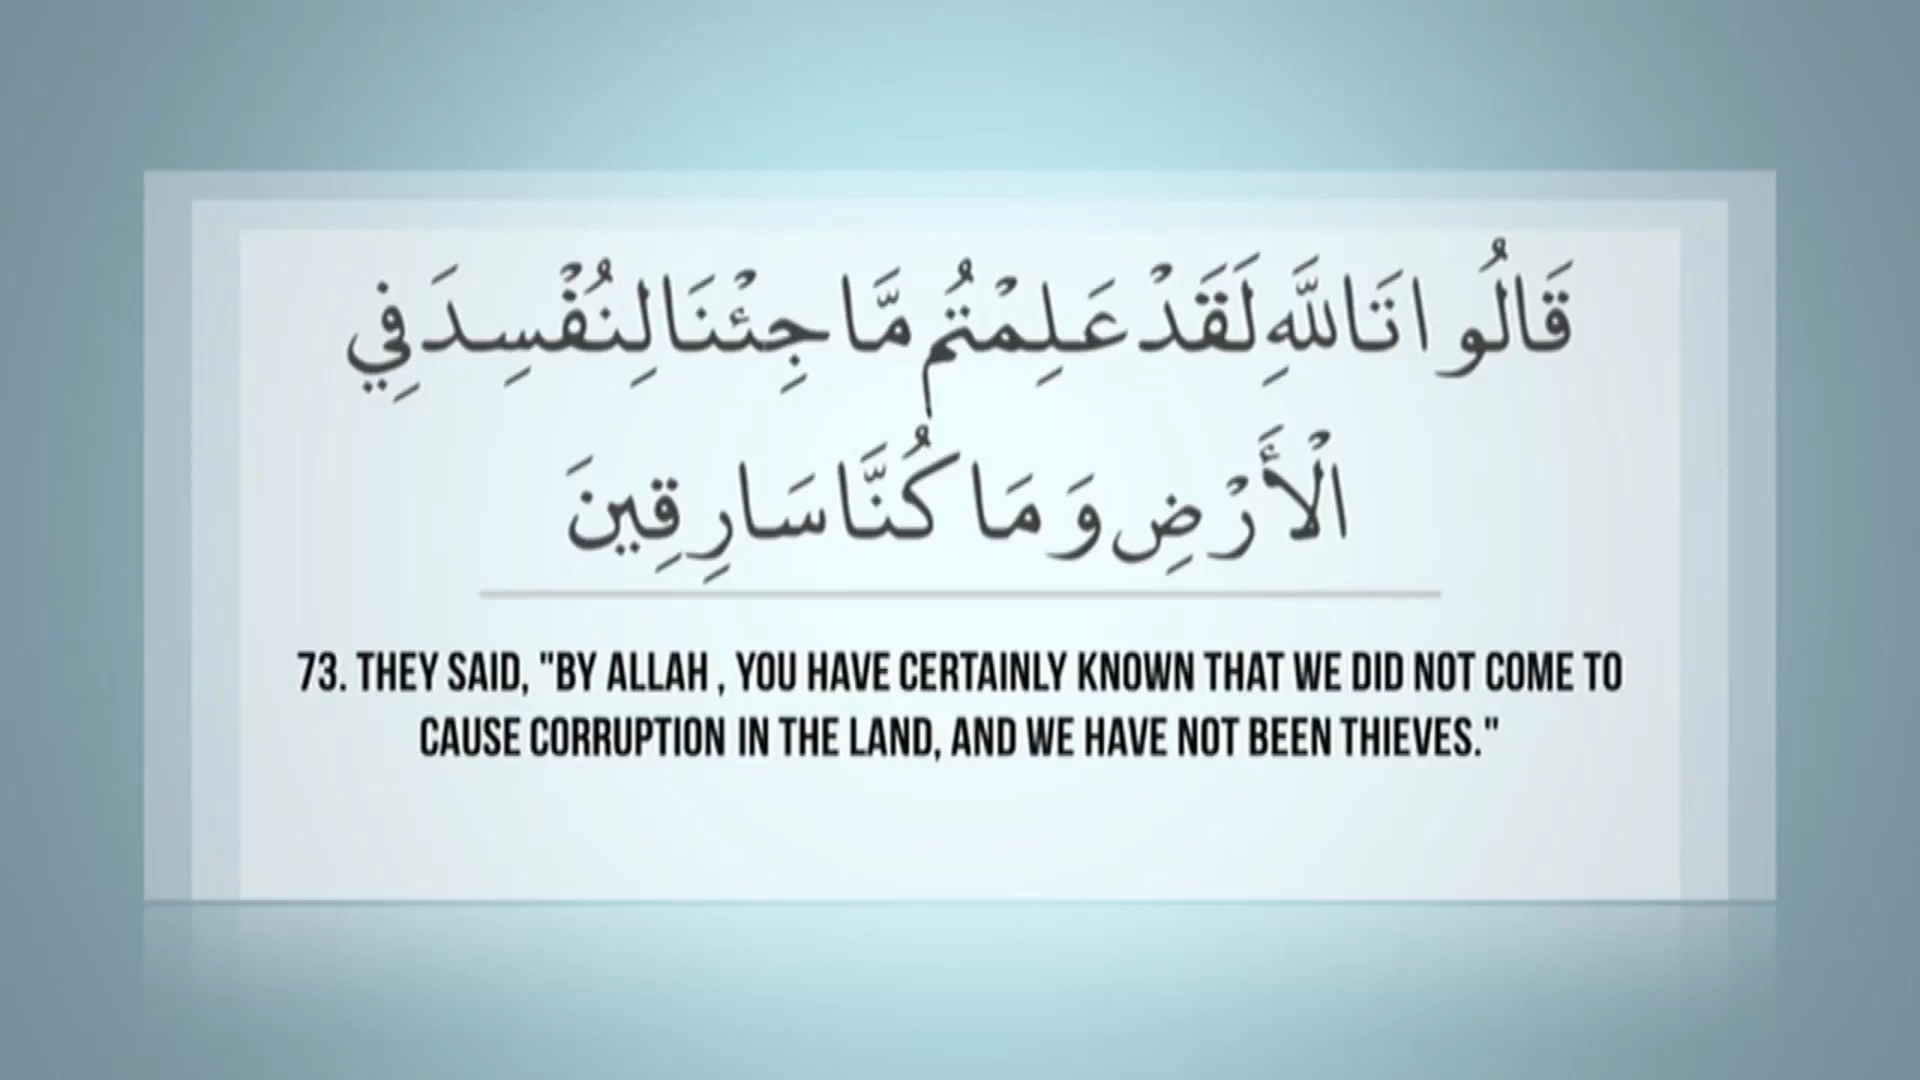 قَالُوا تَاللَّهِ لَقَدْ عَلِمْتُم مَّا جِئْنَا لِنُفْسِدَ فِي
الْأَرْضِ وَمَا كُنَّا سَارِقِينَ
73. THEY SAID, "BY ALLAH , YOU HAVE CERTAINLY KNOWN THAT WE DID NOT COME TO
CAUSE CORRUPTION IN THE LAND, AND WE HAVE NOT BEEN THIEVES."